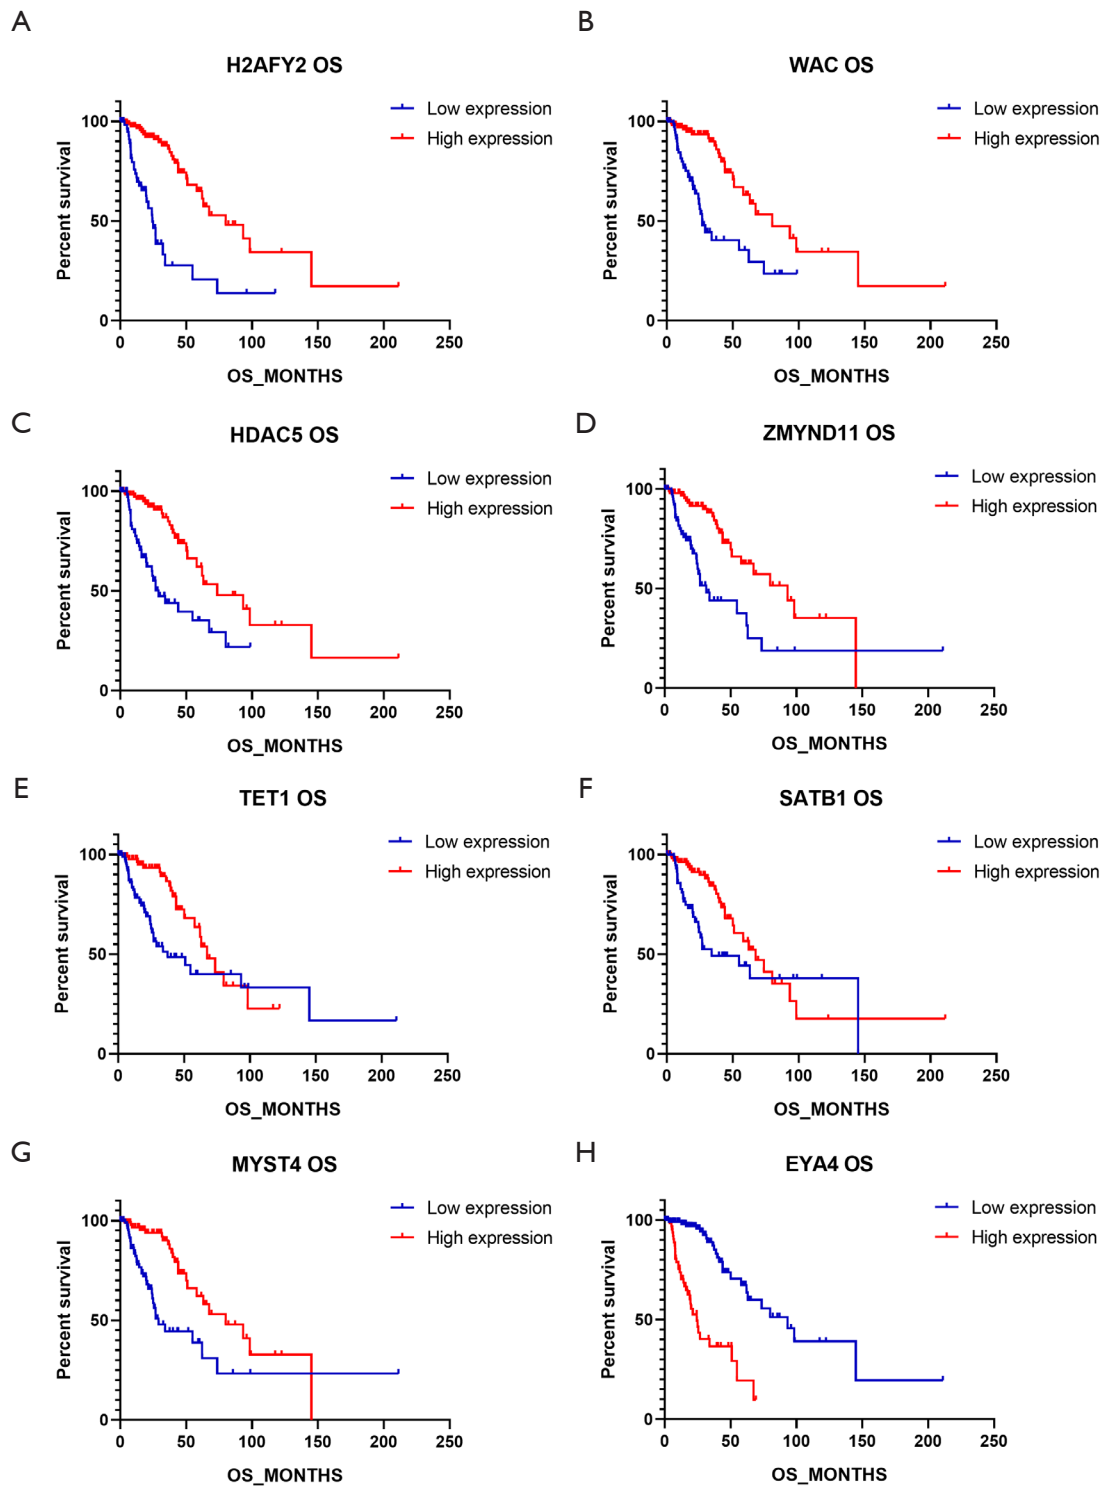 A
H2AFY2 OS
Low expression
High expression
Percent survival
100
50
0
0 50 100 150 200 250
OS_MONTHS
B
WAC OS
Low expression
High expression
Percent survival
100
50
0
0 50 100 150 200 250
OS_MONTHS
C
HDAC5 OS
Low expression
High expression
Percent survival
100
50
0
0 50 100 150 200 250
OS_MONTHS
D
ZMYND11 OS
Low expression
High expression
Percent survival
100
50
0
0 50 100 150 200 250
OS_MONTHS
E
TET1 OS
Low expression
High expression
Percent survival
100
50
0
0 50 100 150 200 250
OS_MONTHS
F
SATB1 OS
Low expression
High expression
Percent survival
100
50
0
0 50 100 150 200 250
OS_MONTHS
G
MYST4 OS
Low expression
High expression
Percent survival
100
50
0
0 50 100 150 200 250
OS_MONTHS
H
EYA4 OS
Low expression
High expression
Percent survival
100
50
0
0 50 100 150 200 250
OS_MONTHS